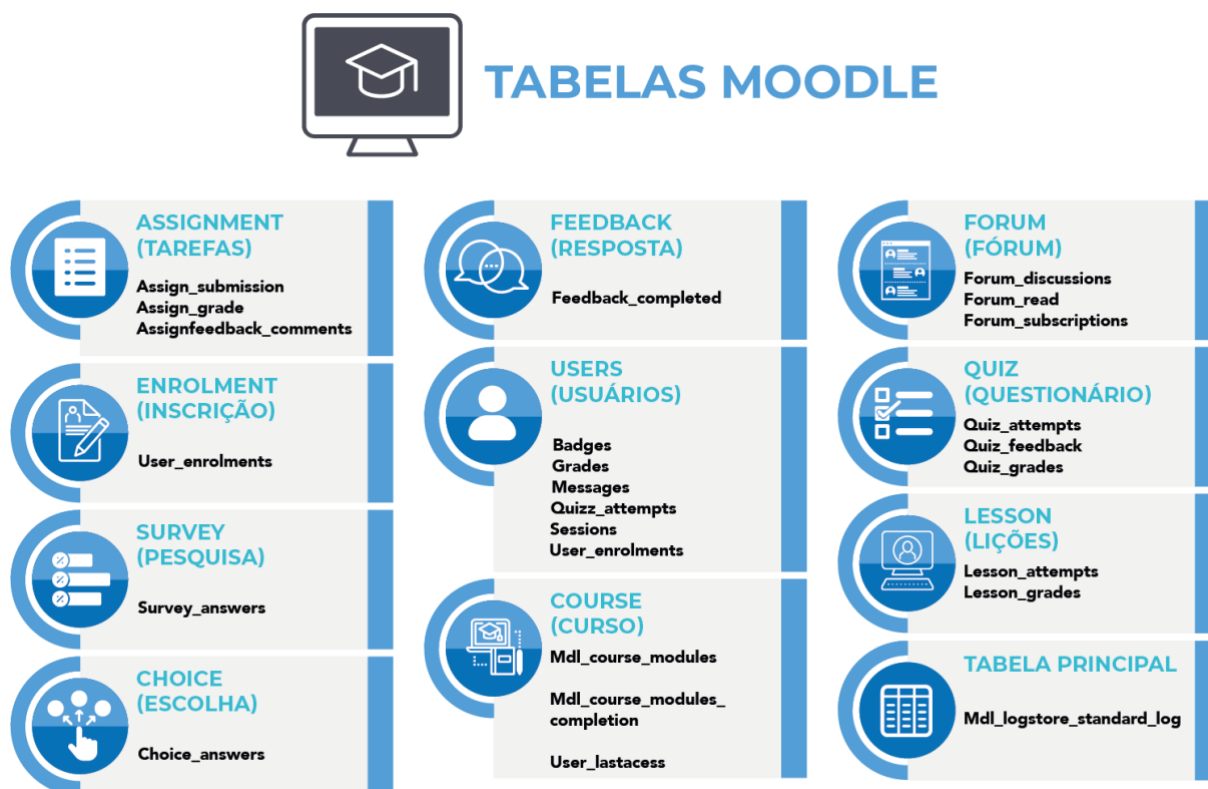 TABELAS MOODLE
ASSIGNMENT
(TAREFAS)
Assign_submission
Assign_grade
Assignfeedback_comments
ENROLMENT
(INSCRIÇÃO)
User_enrolments
SURVEY
(PESQUISA)
Survey_answers
CHOICE
(ESCOLHA)
Choice_answers
FEEDBACK
(RESPOSTA)
Feedback_completed
USERS
(USUÁRIOS)
Badges
Grades
Messages
Quizz_attempts
Sessions
User_enrolments
COURSE
(CURSO)
Mdl_course_modules
Mdl_course_modules_
completion
User_lastacess
FORUM
(FÓRUM)
Forum_discussions
Forum_read
Forum_subscriptions
QUIZ
(QUESTIONÁRIO)
Quiz_attempts
Quiz_feedback
Quiz_grades
LESSON
(LIÇÕES)
Lesson_attempts
Lesson_grades
TABELA PRINCIPAL
Mdl_logstore_standard_log